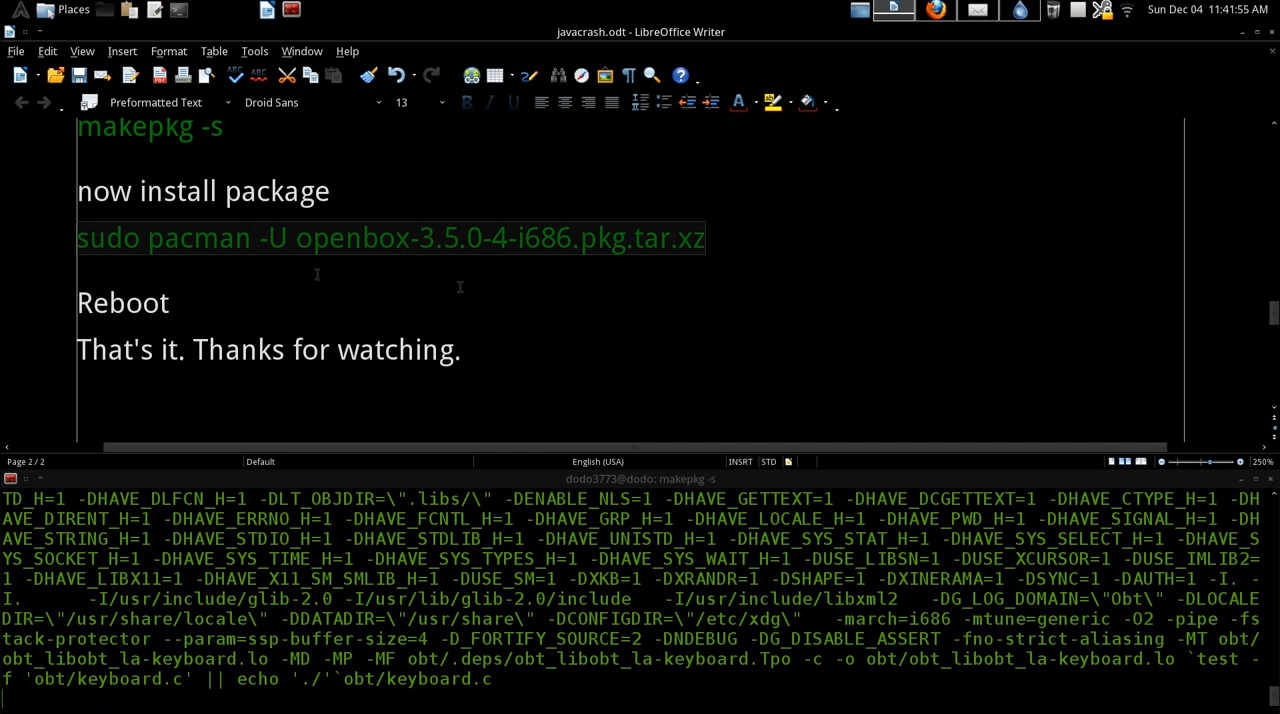 Places
Sun Dec 04  11:41:55 AM
javacrash.odt - LibreOffice Writer
File Edit View Insert Format Table Tools Window Help
Preformatted Text Droid Sans 13
makepkg -s
now install package
sudo pacman -U openbox-3.5.0-4-i686.pkg.tar.xz
Reboot
That's it. Thanks for watching.
Page 2 / 2 Default English (USA) INSRT STD 250%
dodo3773@dodo: makepkg -s
TD_H=1 -DHAVE_DLFCN_H=1 -DLT_OBJDIR=\".libs/\" -DENABLE_NLS=1 -DHAVE_GETTEXT=1 -DHAVE_DCGETTEXT=1 -DHAVE_CTYPE_H=1 -DH
AVE_DIRENT_H=1 -DHAVE_ERRNO_H=1 -DHAVE_FCNTL_H=1 -DHAVE_GRP_H=1 -DHAVE_LOCALE_H=1 -DHAVE_PWD_H=1 -DHAVE_SIGNAL_H=1 -DH
AVE_STRING_H=1 -DHAVE_STDIO_H=1 -DHAVE_STDLIB_H=1 -DHAVE_UNISTD_H=1 -DHAVE_SYS_STAT_H=1 -DHAVE_SYS_SELECT_H=1 -DHAVE_S
YS_SOCKET_H=1 -DHAVE_SYS_TIME_H=1 -DHAVE_SYS_TYPES_H=1 -DHAVE_SYS_WAIT_H=1 -DUSE_LIBSN=1 -DUSE_XCURSOR=1 -DUSE_IMLIB2=
1 -DHAVE_LIBX11=1 -DHAVE_X11_SM_SMLIB_H=1 -DUSE_SM=1 -DXKB=1 -DXRANDR=1 -DSHAPE=1 -DXINERAMA=1 -DSYNC=1 -DAUTH=1 -I. -
I.      -I/usr/include/glib-2.0 -I/usr/lib/glib-2.0/include   -I/usr/include/libxml2   -DG_LOG_DOMAIN=\"Obt\" -DLOCALE
DIR=\"/usr/share/locale\" -DDATADIR=\"/usr/share\" -DCONFIGDIR=\"/etc/xdg\"   -march=i686 -mtune=generic -O2 -pipe -fs
tack-protector --param=ssp-buffer-size=4 -D_FORTIFY_SOURCE=2 -DNDEBUG -DG_DISABLE_ASSERT -fno-strict-aliasing -MT obt/
obt_libobt_la-keyboard.lo -MD -MP -MF obt/.deps/obt_libobt_la-keyboard.Tpo -c -o obt/obt_libobt_la-keyboard.lo `test -
f 'obt/keyboard.c' || echo './'`obt/keyboard.c